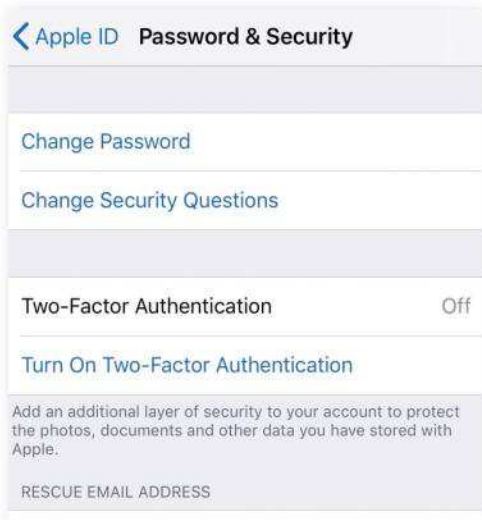 Apple ID Password & Security
Change Password
Change Security Questions
Two-Factor Authentication Off
Turn On Two-Factor Authentication
Add an additional layer of security to your account to protect
the photos, documents and other data you have stored with
Apple.
RESCUE EMAIL ADDRESS